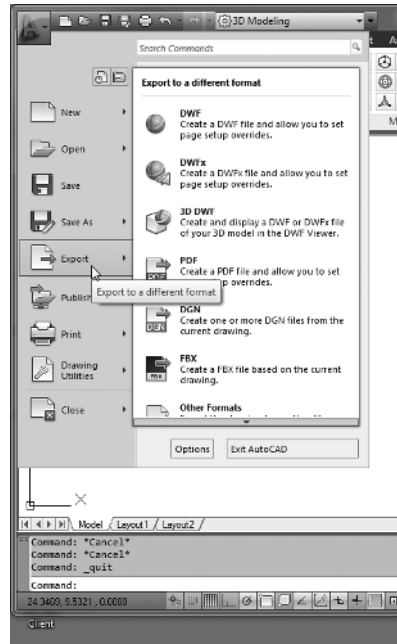 3D Modeling
Search Commands
Export to a different format
New
Open
Save
Save As
Export
Publish
Print
Drawing
Utilities
Close
DWF
Create a DWF file and allow you to set
page setup overrides.
DWFx
Create a DWFx file and allow you to set
page setup overrides.
3D DWF
Create and display a DWF or DWFx file
of your 3D model in the DWF Viewer.
PDF
Create a PDF file and allow you to set
p overrides.
Export to a different format
DGN
Create one or more DGN files from the
current drawing.
FBX
Create a FBX file based on the current
drawing.
Other Formats
Options
Exit AutoCAD
Model / Layout1 / Layout2 /
Command: *Cancel*
Command: *Cancel*
Command: _quit
Command:
24.3469, 9.5321 , 0.0000
Client